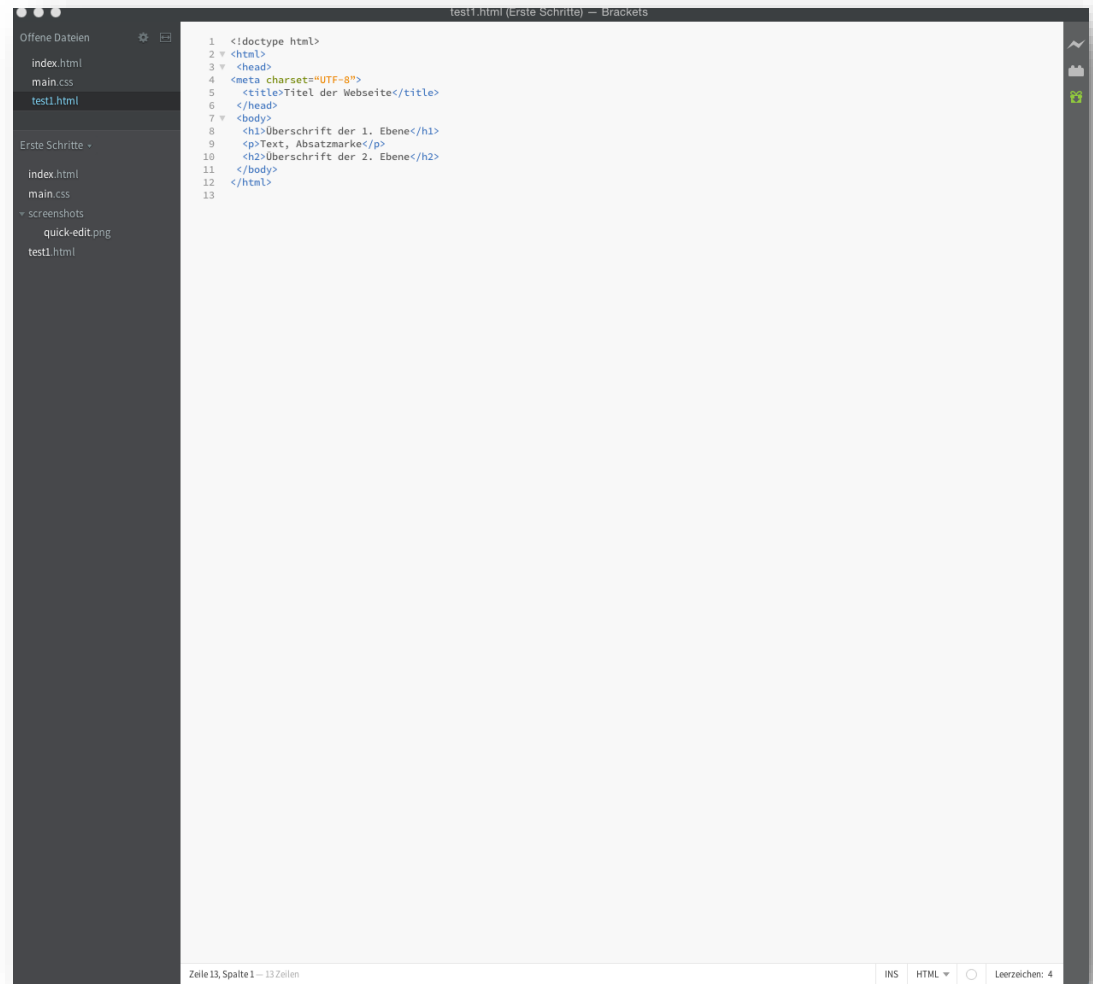 test1.html (Erste Schritte) — Brackets
Offene Dateien
index.html
main.css
test1.html
Erste Schritte
index.html
main.css
screenshots
quick-edit.png
test1.html
1 <!doctype html>
2 <html>
3 <head>
4 <meta charset=“UTF-8”>
5 <title>Titel der Webseite</title>
6 </head>
7 <body>
8 <h1>Überschrift der 1. Ebene</h1>
9 <p>Text, Absatzmarke</p>
10 <h2>Überschrift der 2. Ebene</h2>
11 </body>
12 </html>
13
Zeile 13, Spalte 1 — 13 Zeilen
INS HTML Leerzeichen: 4